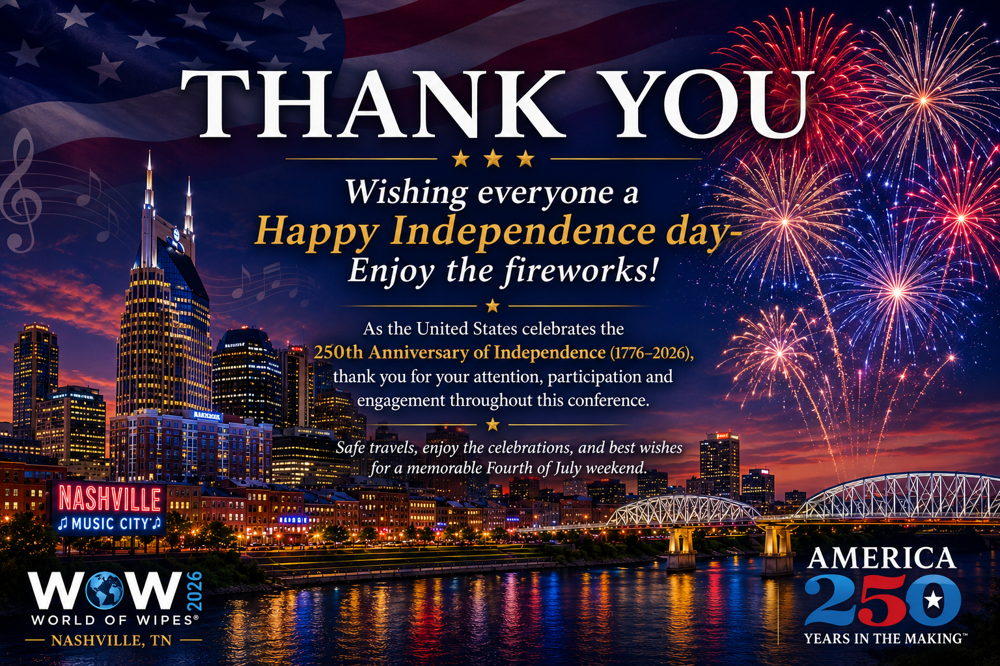 THANK YOU
Wishing everyone a
Happy Independence day-
Enjoy the fireworks!
As the United States celebrates the
250th Anniversary of Independence (1776–2026),
thank you for your attention, participation and
engagement throughout this conference.
Safe travels, enjoy the celebrations, and best wishes
for a memorable Fourth of July weekend.
NASHVILLE
MUSIC CITY
WOW 2026
WORLD OF WIPES®
NASHVILLE, TN
AMERICA
250
YEARS IN THE MAKING™